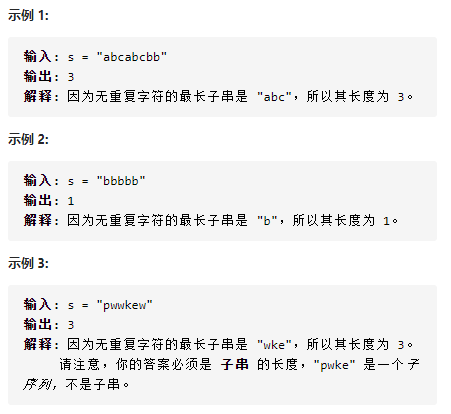 示例 1:
输入: s = "abcabcbb"
输出: 3
解释: 因为无重复字符的最长子串是 "abc"，所以其长度为 3。
示例 2:
输入: s = "bbbbb"
输出: 1
解释: 因为无重复字符的最长子串是 "b"，所以其长度为 1。
示例 3:
输入: s = "pwwkew"
输出: 3
解释: 因为无重复字符的最长子串是 "wke"，所以其长度为 3。
请注意，你的答案必须是 子串 的长度，"pwke" 是一个子
序列，不是子串。